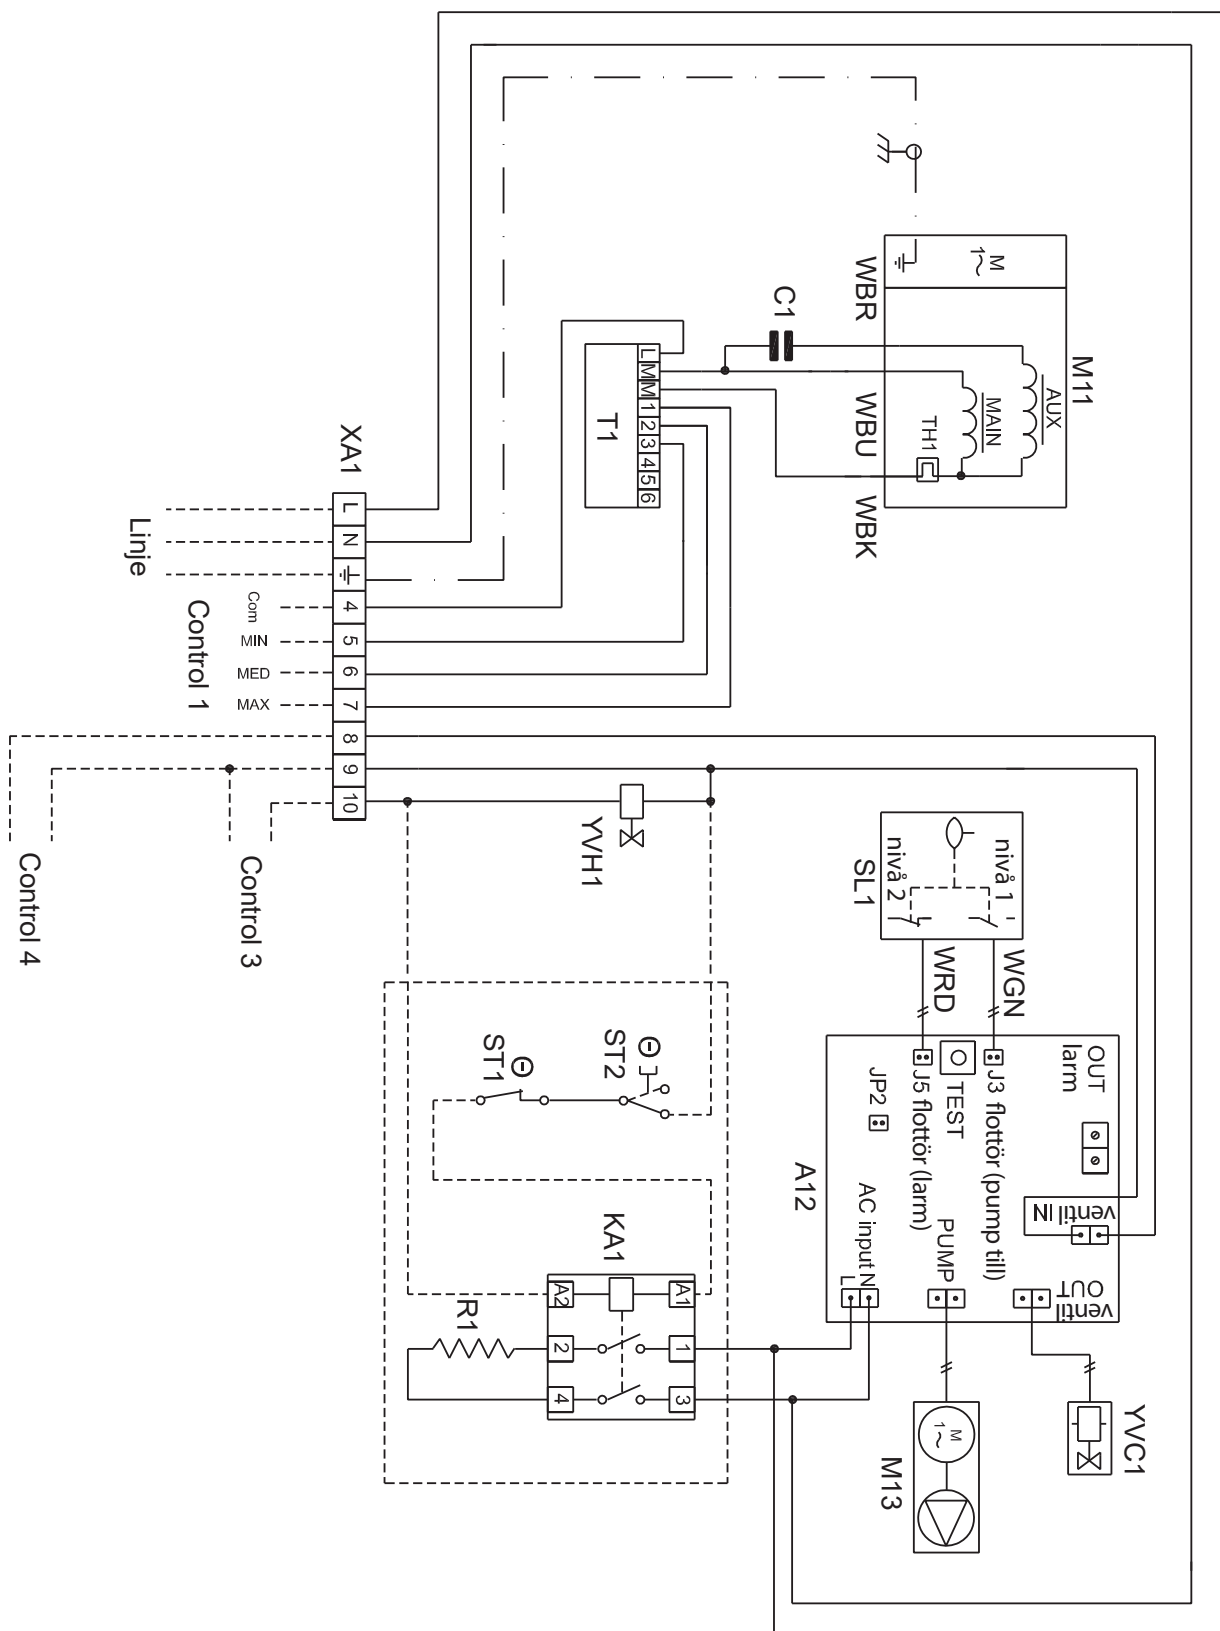 M
1~
WBR
C1
M11
AUX
MAIN
TH1
WBU
WBK
L
M
M
1
2
3
4
5
6
T1
XA1
L
N
4
5
6
7
8
9
10
Linje
Com
MIN
MED
MAX
Control 1
Control 3
Control 4
YVH1
nivå 1
nivå 2
SL1
WGN
WRD
OUT
larm
J3 flottör (pump till)
TEST
J5 flottör (larm)
JP2
A12
ventil IN
AC input
L
N
PUMP
ventil
OUT
ST2
ST1
KA1
A1
A2
1
2
3
4
R1
M
1~
M13
YVC1